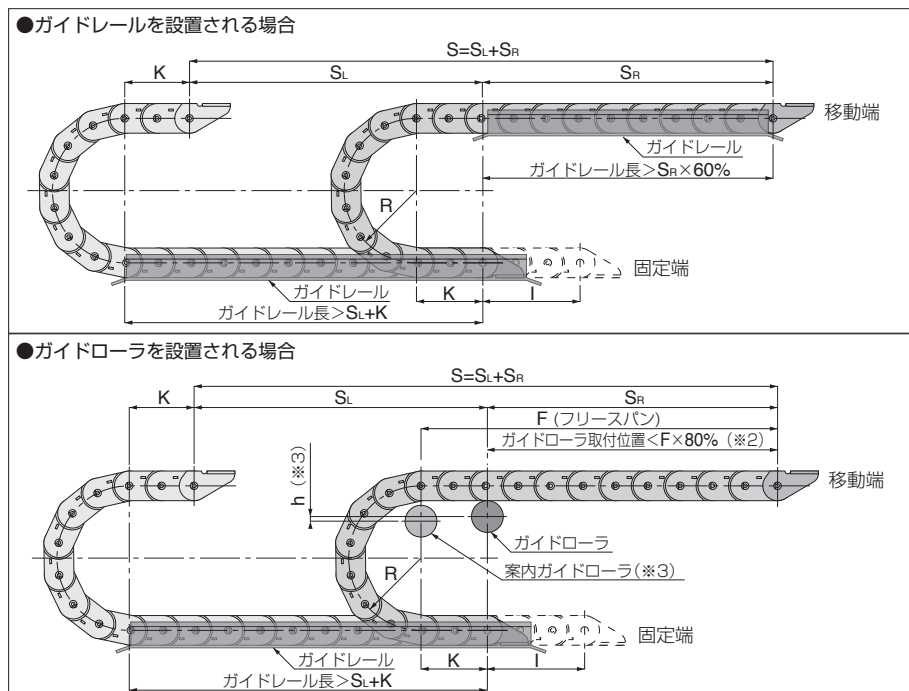 ●ガイドレールを設置される場合
S=SL+SR
K
SL
SR
移動端
ガイドレール
ガイドレール長>SR×60%
R
固定端
ガイドレール
K
l
ガイドレール長>SL+K
●ガイドローラを設置される場合
S=SL+SR
K
SL
SR
F (フリースパン)
ガイドローラ取付位置<F×80% (※2)
h (※3)
移動端
ガイドローラ
案内ガイドローラ(※3)
R
固定端
ガイドレール
K
l
ガイドレール長>SL+K